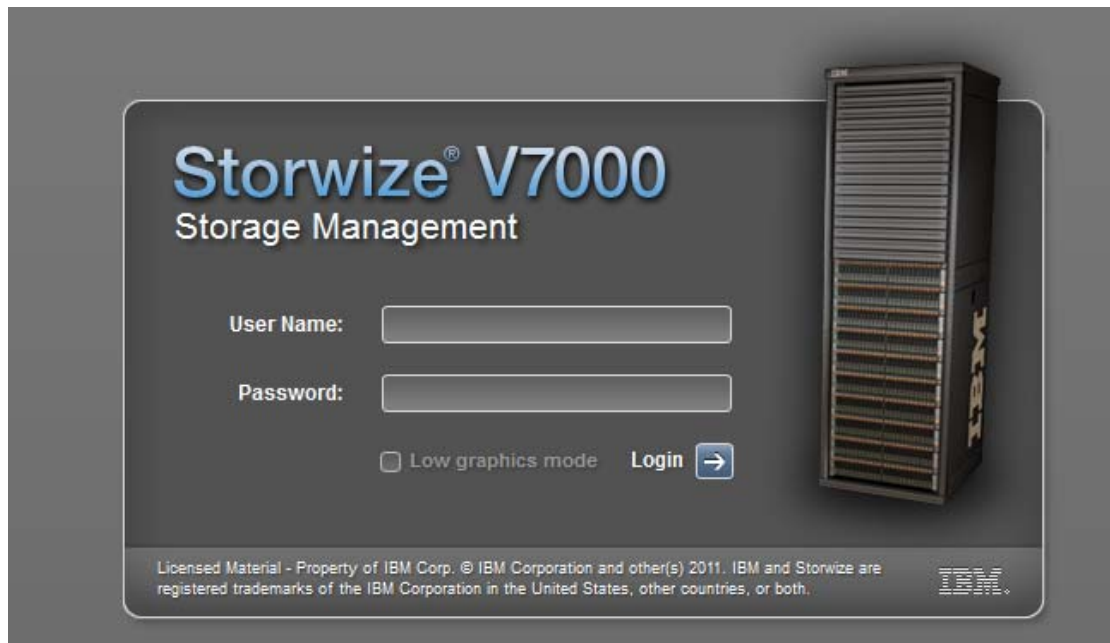 Storwize® V7000
Storage Management
User Name:
Password:
Low graphics mode Login
Licensed Material - Property of IBM Corp. © IBM Corporation and other(s) 2011. IBM and Storwize are
registered trademarks of the IBM Corporation in the United States, other countries, or both.
IBM.
IBM
IBM